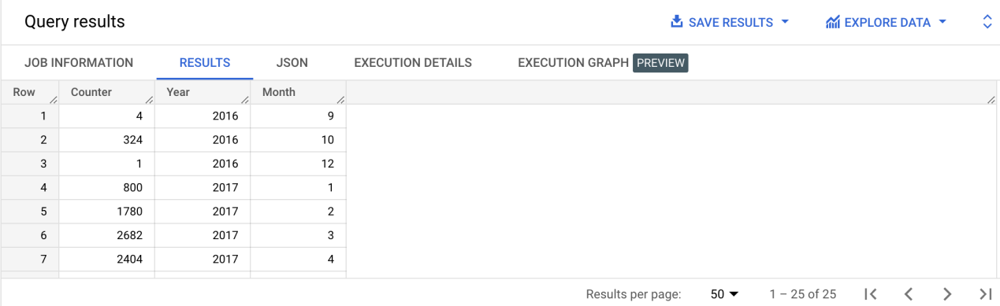 Query results SAVE RESULTS EXPLORE DATA
JOB INFORMATION RESULTS JSON EXECUTION DETAILS EXECUTION GRAPH PREVIEW
Row Counter Year Month
1 4 2016 9
2 324 2016 10
3 1 2016 12
4 800 2017 1
5 1780 2017 2
6 2682 2017 3
7 2404 2017 4
Results per page: 50 1 – 25 of 25